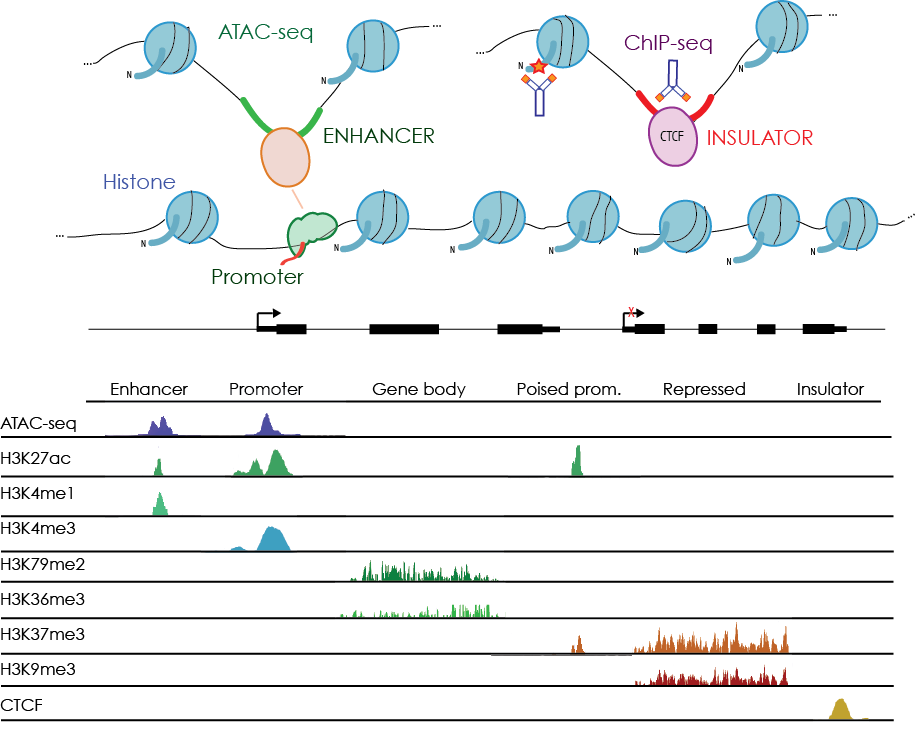 ...
...
...
...
ATAC-seq
ChIP-seq
N
N
N
N
CTCF
ENHANCER
INSULATOR
Histone
...
...
N
N
N
N
N
N
N
Promoter
X
Enhancer Promoter Gene body Poised prom. Repressed Insulator
ATAC-seq
H3K27ac
H3K4me1
H3K4me3
H3K79me2
H3K36me3
H3K37me3
H3K9me3
CTCF